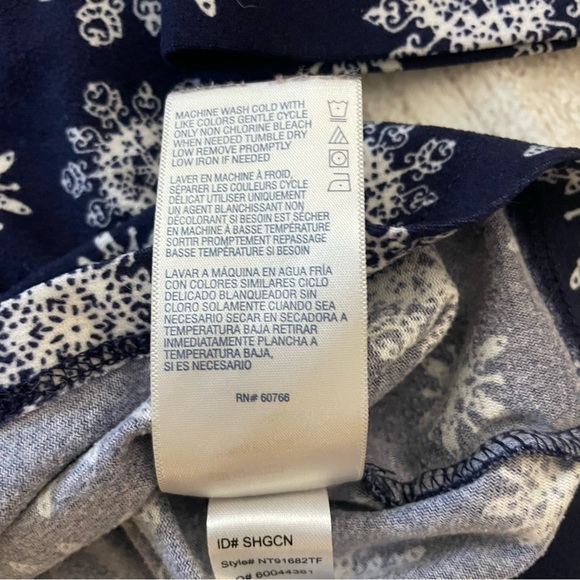 MACHINE WASH COLD WITH
LIKE COLORS GENTLE CYCLE
ONLY NON CHLORINE BLEACH
WHEN NEEDED TUMBLE DRY
LOW REMOVE PROMPTLY
LOW IRON IF NEEDED
LAVER EN MACHINE À FROID,
SÉPARER LES COULEURS CYCLE
DÉLICAT UTILISER UNIQUEMENT
UN AGENT BLANCHISSANT NON
DÉCOLORANT SI BESOIN EST SÉCHER
EN MACHINE À BASSE TEMPÉRATURE
SORTIR PROMPTEMENT REPASSAGE
BASSE TEMPÉRATURE SI BESOIN
LAVAR A MÁQUINA EN AGUA FRÍA
CON COLORES SIMILARES CICLO
DELICADO BLANQUEADOR SIN
CLORO SOLAMENTE CUANDO SEA
NECESARIO SECAR EN SECADORA A
TEMPERATURA BAJA RETIRAR
INMEDIATAMENTE PLANCHA A
TEMPERATURA BAJA,
SI ES NECESARIO
RN# 60766
ID# SHGCN
Style# NT91682TF
O# 60044381